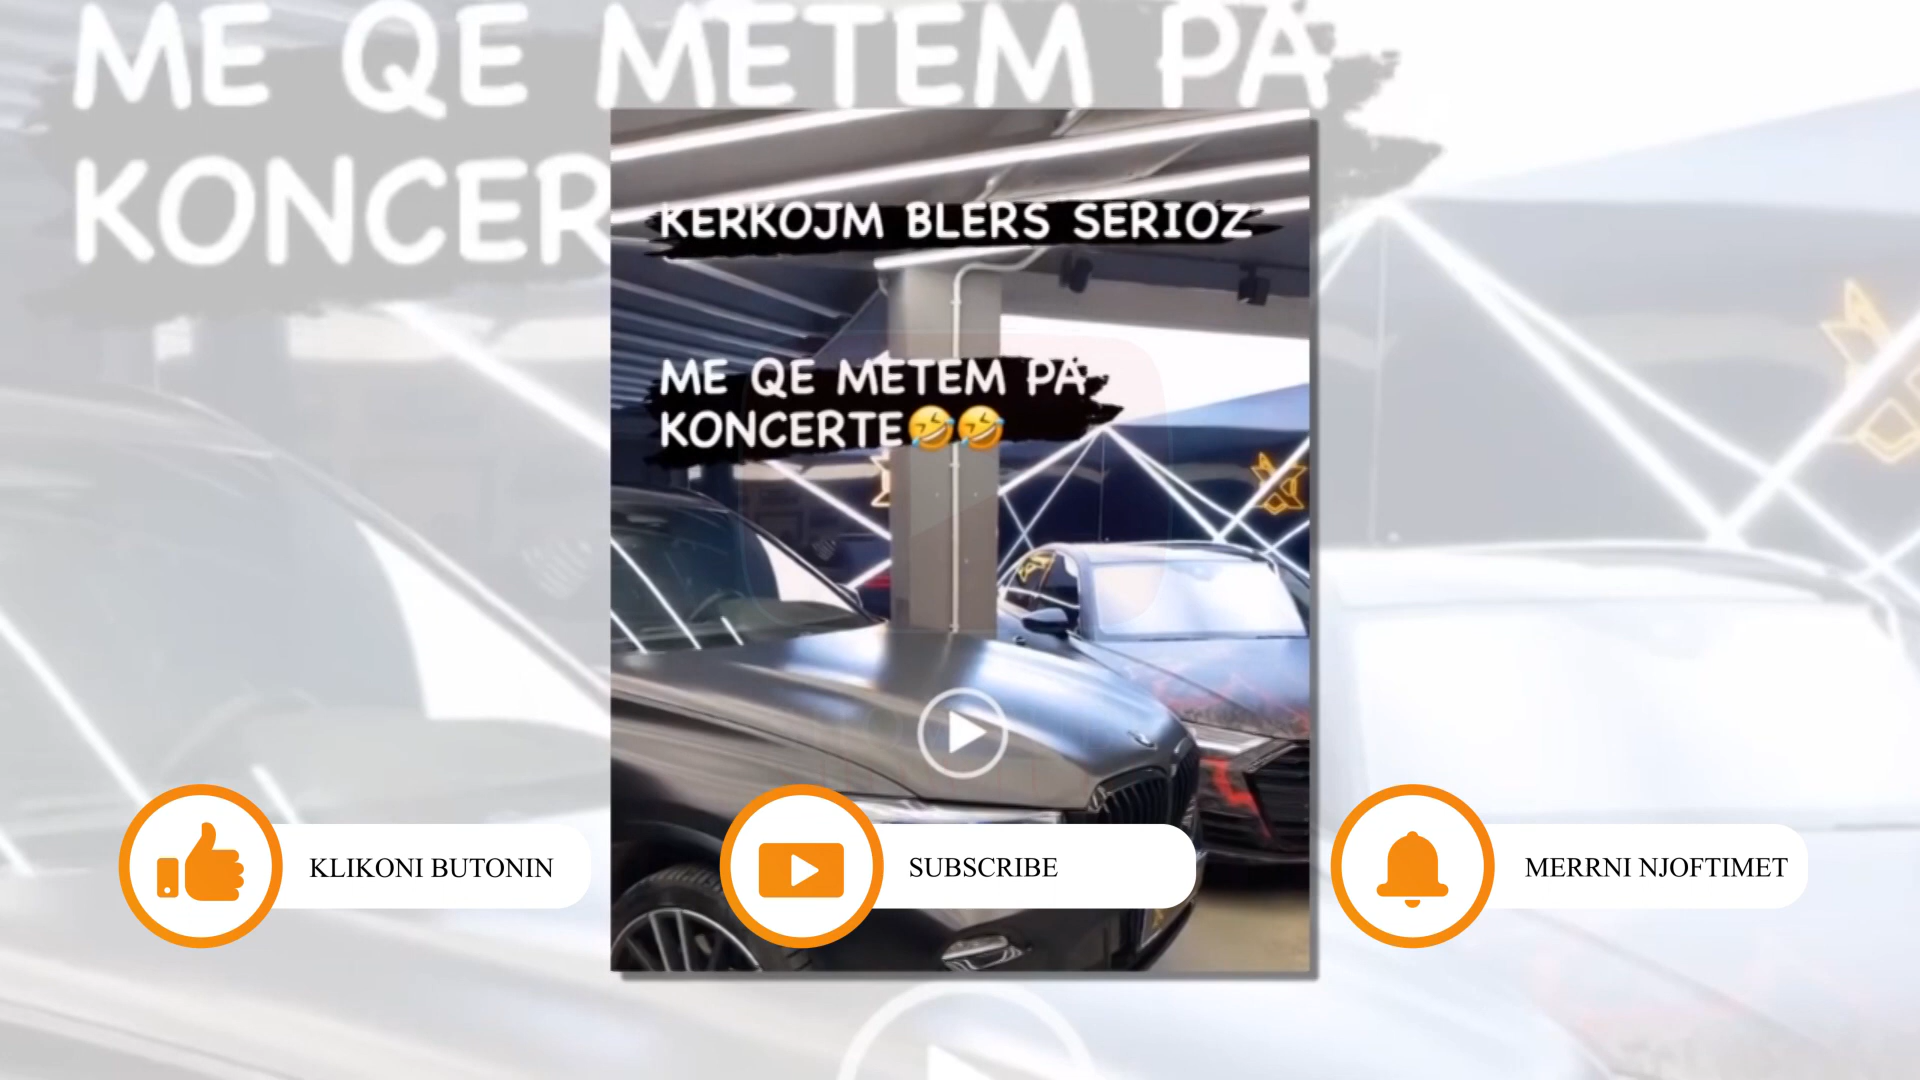 ME QE METEM PA
KONCER
KERKOJM BLERS SERIOZ
ME QE METEM PA
KONCERTE🤣🤣
KLIKONI BUTONIN
SUBSCRIBE
MERRNI NJOFTIMET